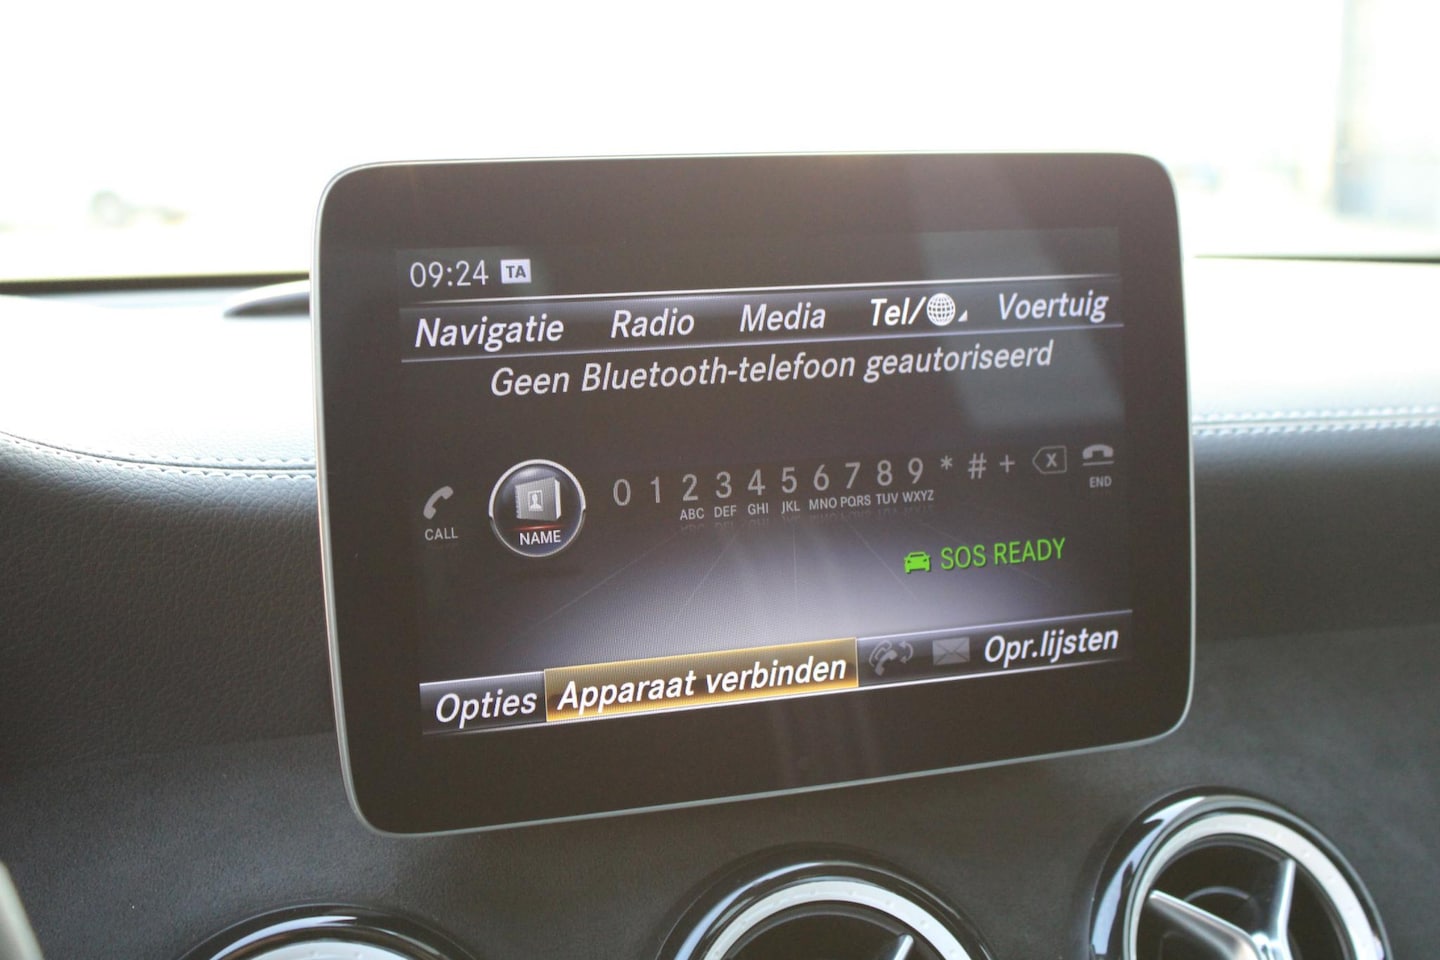 09:24 TA
Navigatie Radio Media Tel/ Voertuig
Geen Bluetooth-telefoon geautoriseerd
0 1 2 3 4 5 6 7 8 9 * # + X
ABC DEF GHI JKL MNO PQRS TUV WXYZ
CALL NAME END
SOS READY
Opties Apparaat verbinden Opr.lijsten